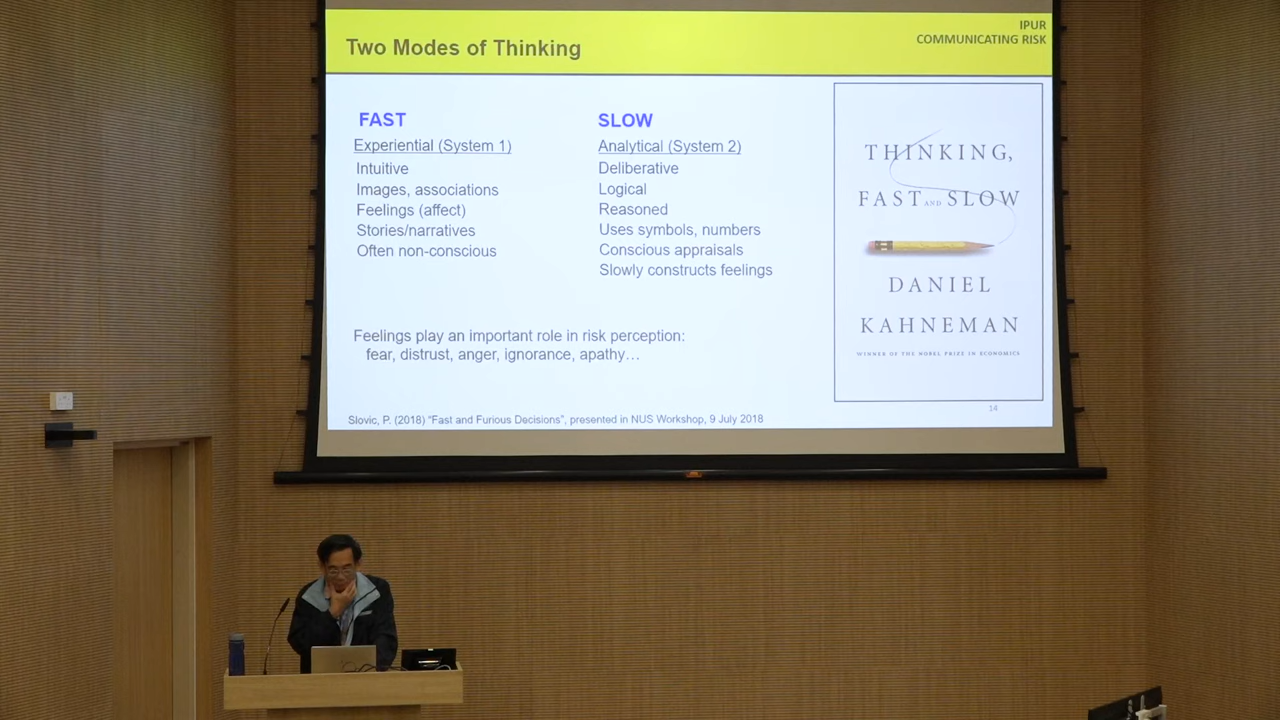 IPUR
COMMUNICATING RISK
Two Modes of Thinking
FAST
Experiential (System 1)
Intuitive
Images, associations
Feelings (affect)
Stories/narratives
Often non-conscious
SLOW
Analytical (System 2)
Deliberative
Logical
Reasoned
Uses symbols, numbers
Conscious appraisals
Slowly constructs feelings
Feelings play an important role in risk perception:
fear, distrust, anger, ignorance, apathy…
THINKING,
FAST AND SLOW
DANIEL
KAHNEMAN
WINNER OF THE NOBEL PRIZE IN ECONOMICS
14
Slovic, P. (2018) “Fast and Furious Decisions”, presented in NUS Workshop, 9 July 2018